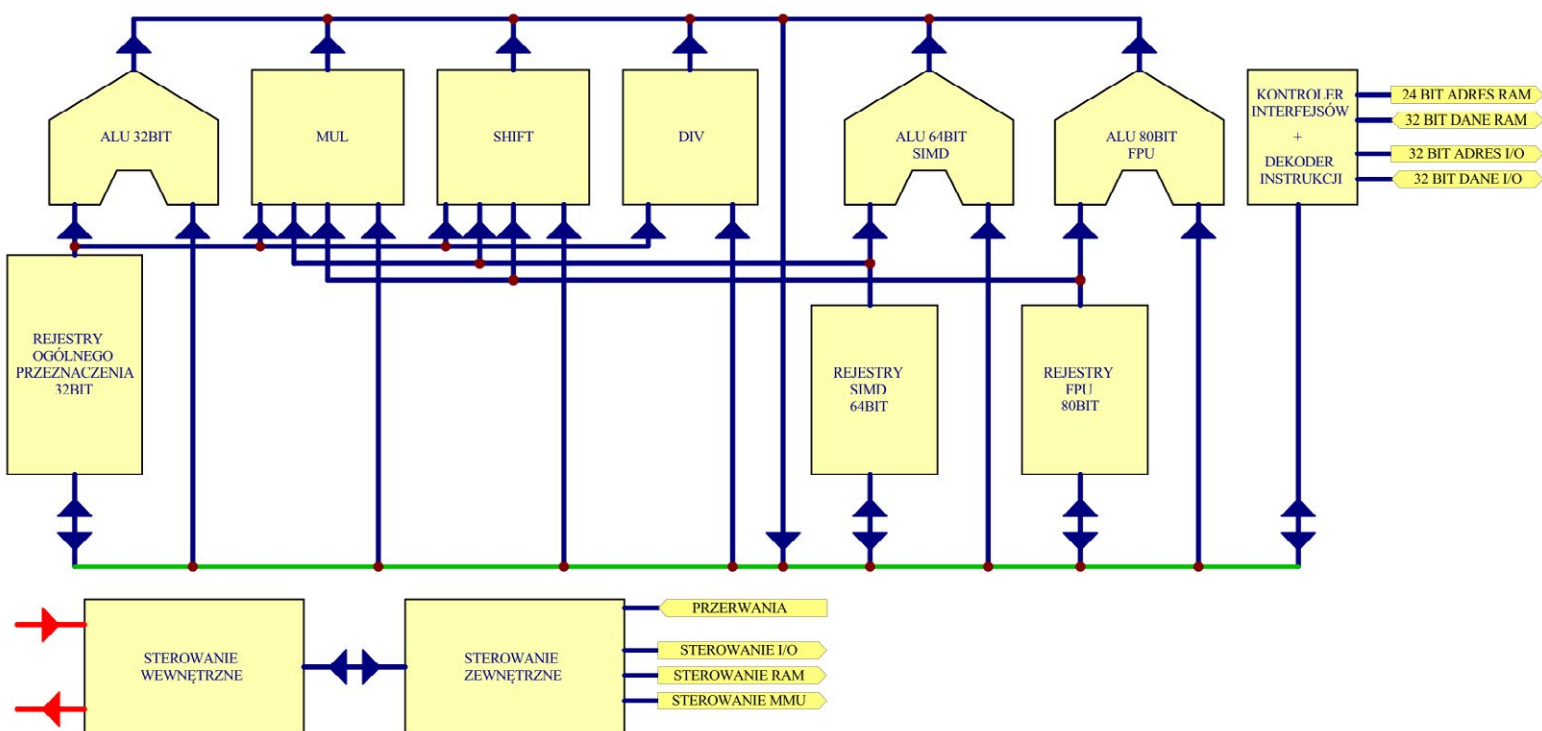 ALU 32BIT
MUL
SHIFT
DIV
ALU 64BIT
SIMD
ALU 80BIT
FPU
KONTROLER
INTERFEJSÓW
+
DEKODER
INSTRUKCJI
24 BIT ADRES RAM
32 BIT DANE RAM
32 BIT ADRES I/O
32 BIT DANE I/O
REJESTRY
OGÓLNEGO
PRZEZNACZENIA
32BIT
REJESTRY
SIMD
64BIT
REJESTRY
FPU
80BIT
STEROWANIE
WEWNĘTRZNE
STEROWANIE
ZEWNĘTRZNE
PRZERWANIA
STEROWANIE I/O
STEROWANIE RAM
STEROWANIE MMU